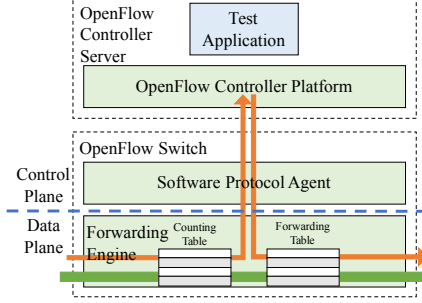 OpenFlow
Controller
Server
Test
Application
OpenFlow Controller Platform
OpenFlow Switch
Control
Plane
Software Protocol Agent
Data
Plane
Forwarding
Engine
Counting
Table
Forwarding
Table